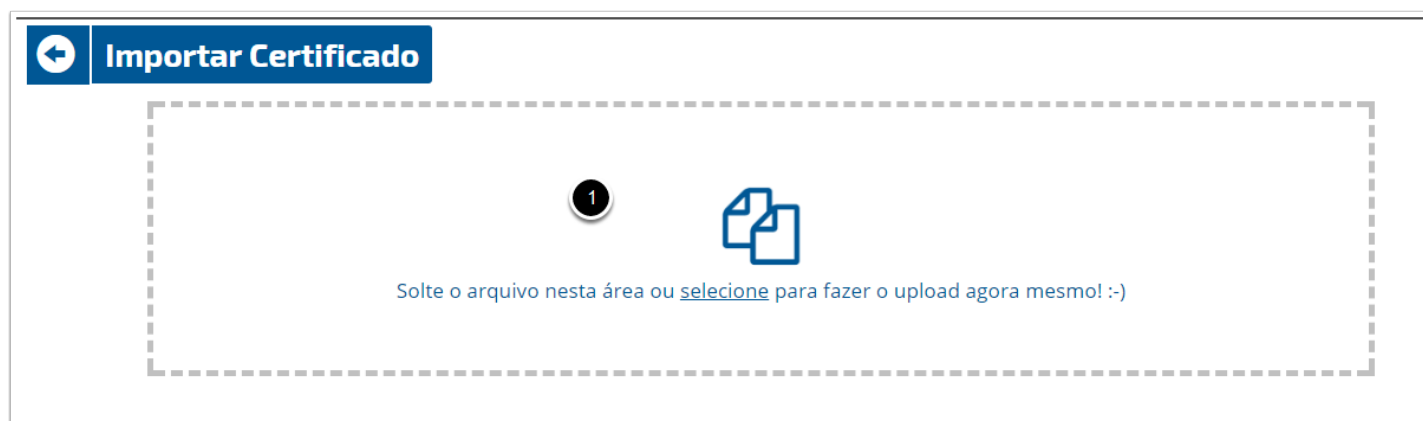 Importar Certificado
1
Solte o arquivo nesta área ou selecione para fazer o upload agora mesmo! :-)